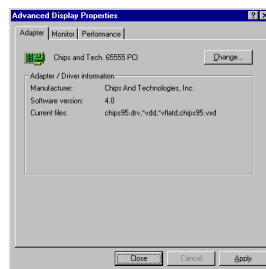 Advanced Display Properties
Adapter Monitor Performance
Chips and Tech. 65555 PCI Change...
Adapter / Driver information
Manufacturer: Chips And Technologies, Inc.
Software version: 4.0
Current files: chips95.drv,*vdd,*vflatd,chips95.vxd
Close Cancel Apply